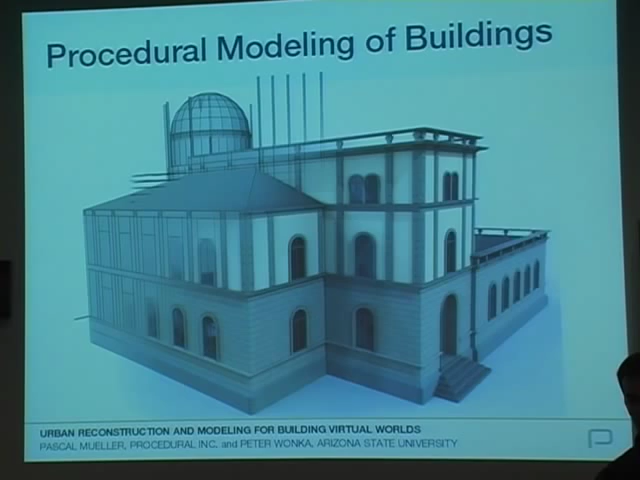 Procedural Modeling of Buildings
URBAN RECONSTRUCTION AND MODELING FOR BUILDING VIRTUAL WORLDS
PASCAL MUELLER, PROCEDURAL INC. and PETER WONKA, ARIZONA STATE UNIVERSITY